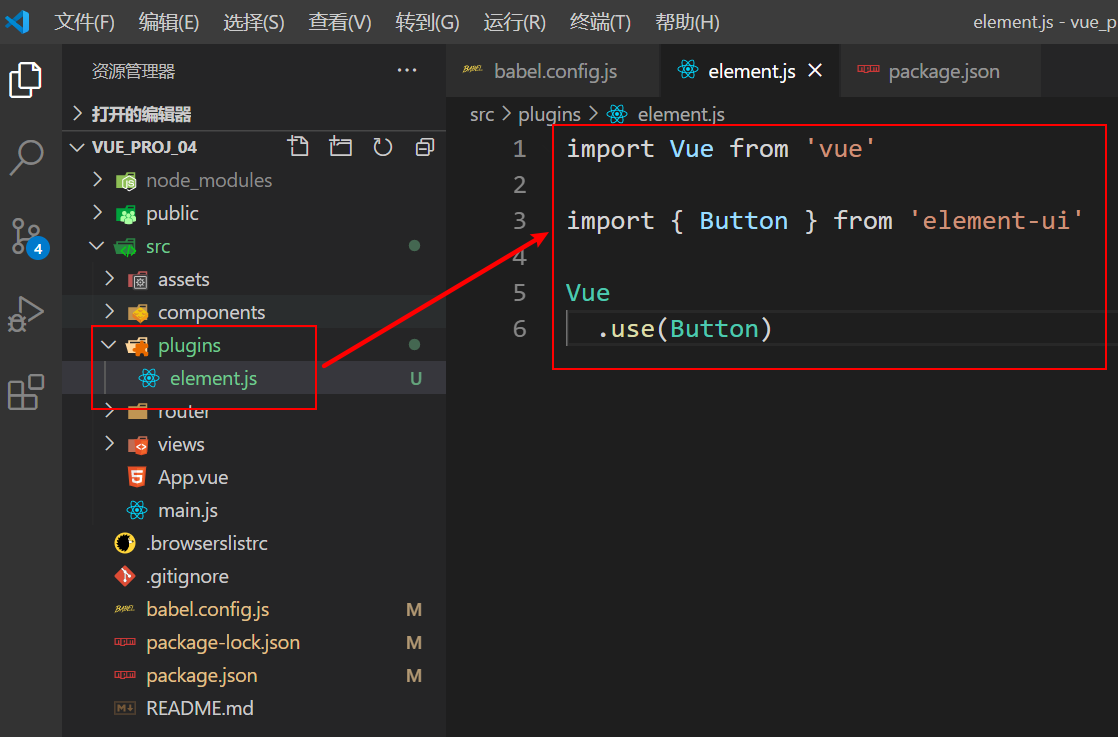 文件(F) 编辑(E) 选择(S) 查看(V) 转到(G) 运行(R) 终端(T) 帮助(H) element.js - vue_p
资源管理器 ···
打开的编辑器
VUE_PROJ_04
node_modules
public
src
assets
components
plugins
element.js U
router
views
App.vue
main.js
.browserslistrc
.gitignore
babel.config.js M
package-lock.json M
package.json M
README.md
4
babel.config.js element.js package.json
src > plugins > element.js
1 import Vue from 'vue'
2
3 import { Button } from 'element-ui'
4
5 Vue
6 .use(Button)